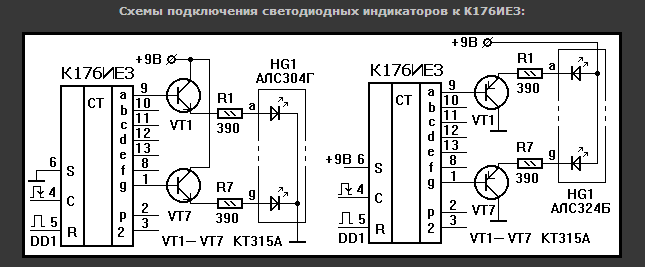 Схемы подключения светодиодных индикаторов к К176ИЕ3:
+9В
К176ИЕ3
HG1
АЛС304Г
CT
a 9
b 10
c 11
d 12
e 13
f 8
g 1
p 2
2 3
VT1
R1
390
a
VT7
R7
390
g
6 S
4 C
5 R
DD1
VT1– VT7 КТ315А
+9В
К176ИЕ3
CT
a 9
b 10
c 11
d 12
e 13
f 8
g 1
p 2
2 3
VT1
R1
390
a
VT7
R7
390
g
HG1
АЛС324Б
+9В 6 S
4 C
5 R
DD1
VT1– VT7 КТ315А